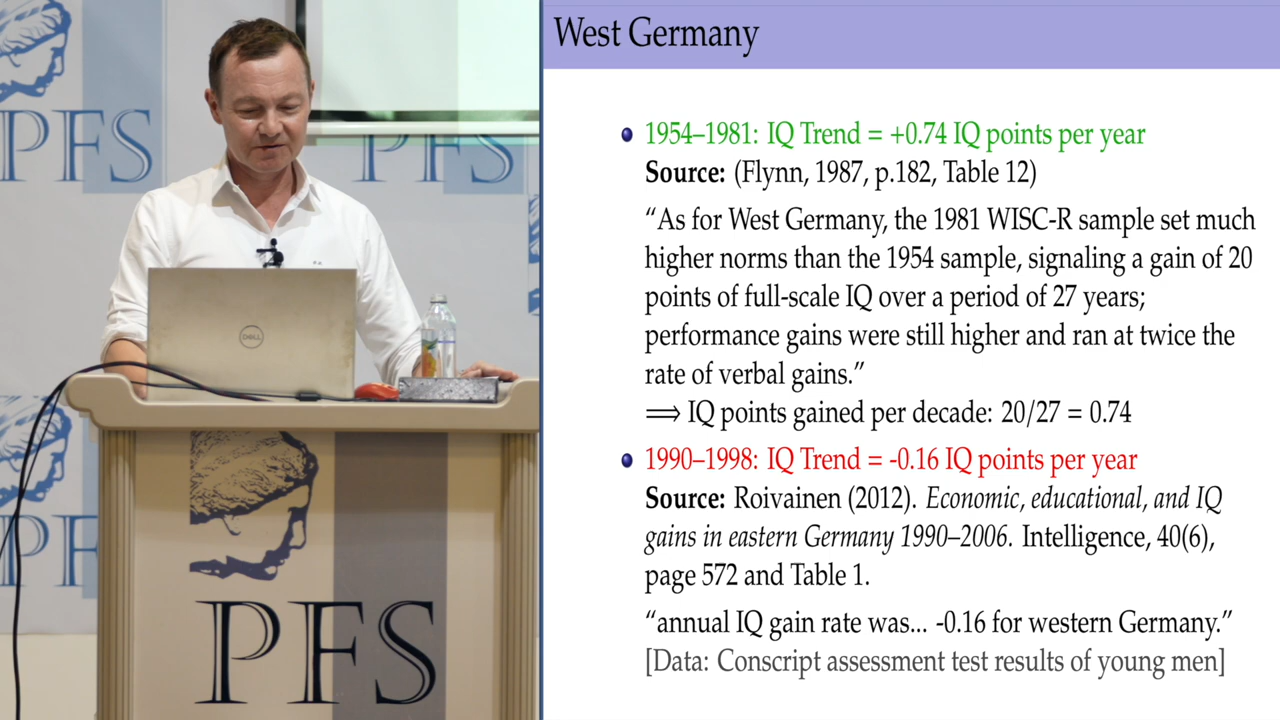 PFS
PFS
PFS
DELL
PFS
West Germany
1954–1981: IQ Trend = +0.74 IQ points per year
Source: (Flynn, 1987, p.182, Table 12)
“As for West Germany, the 1981 WISC-R sample set much
higher norms than the 1954 sample, signaling a gain of 20
points of full-scale IQ over a period of 27 years;
performance gains were still higher and ran at twice the
rate of verbal gains.”
⟹ IQ points gained per decade: 20/27 = 0.74
1990–1998: IQ Trend = -0.16 IQ points per year
Source: Roivainen (2012). Economic, educational, and IQ
gains in eastern Germany 1990–2006. Intelligence, 40(6),
page 572 and Table 1.
“annual IQ gain rate was... -0.16 for western Germany.”
[Data: Conscript assessment test results of young men]